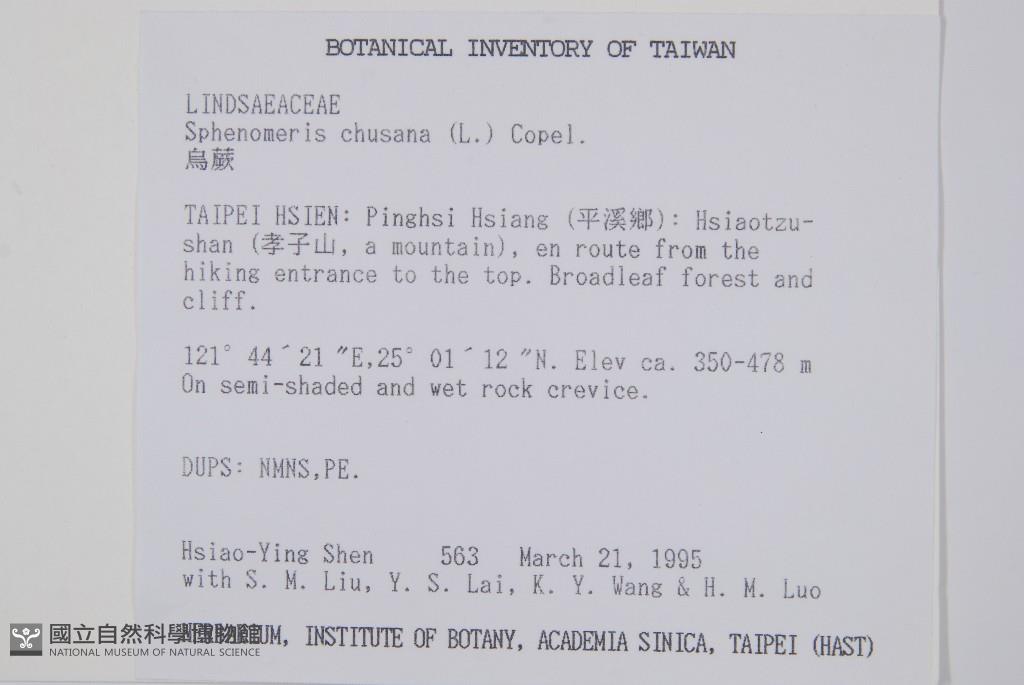 BOTANICAL INVENTORY OF TAIWAN
LINDSAEACEAE
Sphenomeris chusana (L.) Copel.
烏蕨
TAIPEI HSIEN: Pinghsi Hsiang (平溪鄉): Hsiaotzu-
shan (孝子山, a mountain), en route from the
hiking entrance to the top. Broadleaf forest and
cliff.
121° 44´21 ″E,25° 01´12 ″N. Elev ca. 350-478 m
On semi-shaded and wet rock crevice.
DUPS: NMNS,PE.
Hsiao-Ying Shen 563 March 21, 1995
with S. M. Liu, Y. S. Lai, K. Y. Wang & H. M. Luo
INSTITUTE OF BOTANY, ACADEMIA SINICA, TAIPEI (HAST)
國立自然科學博物館
NATIONAL MUSEUM OF NATURAL SCIENCE